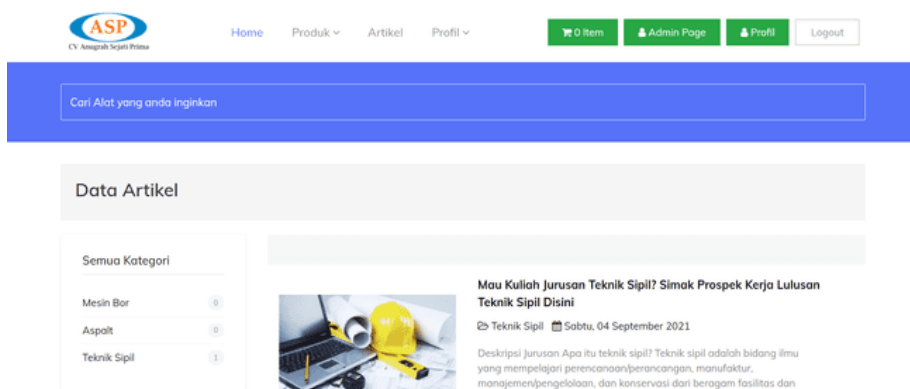 ASP
CV Anugrah Sejati Prima
Home Produk Artikel Profil 0 Item Admin Page Profil Logout
Cari Alat yang anda inginkan
Data Artikel
Semua Kategori
Mesin Bor 0
Aspalt 0
Teknik Sipil 1
Mau Kuliah Jurusan Teknik Sipil? Simak Prospek Kerja Lulusan
Teknik Sipil Disini
Teknik Sipil Sabtu, 04 September 2021
Deskripsi Jurusan Apa itu teknik sipil? Teknik sipil adalah bidang ilmu
yang mempelajari perencanaan/perancangan, manufaktur,
manajemen/pengelolaan, dan konservasi dari beragam fasilitas dan